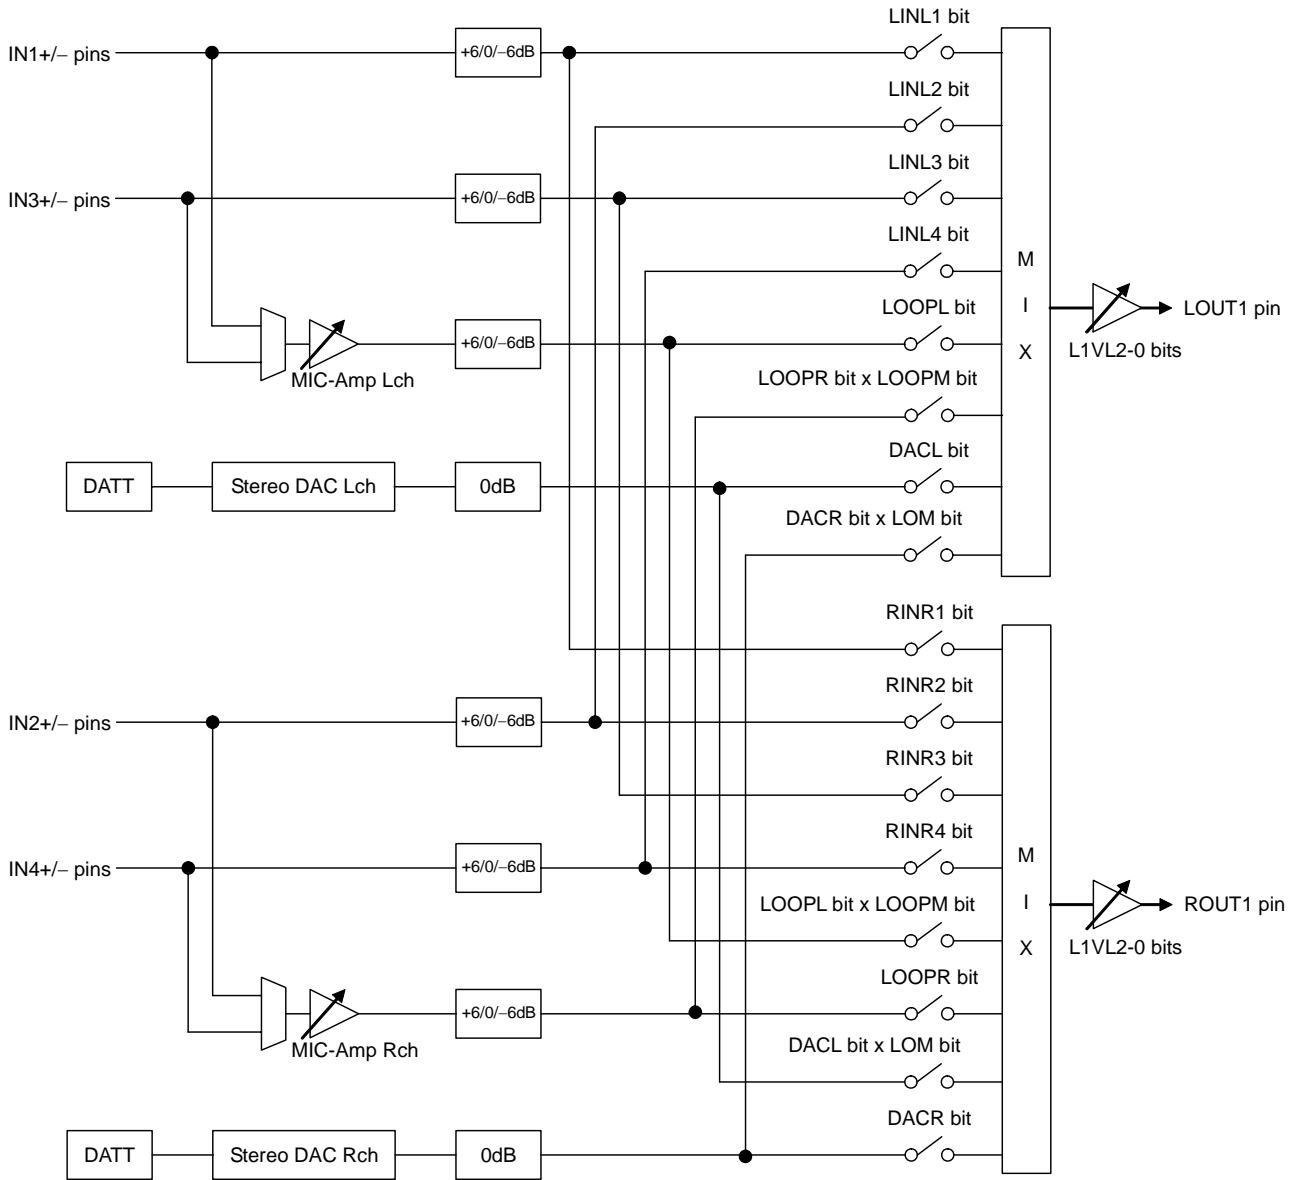 LINL1 bit
IN1+/– pins
+6/0/–6dB
LINL2 bit
LINL3 bit
IN3+/– pins
+6/0/–6dB
LINL4 bit
M
I
X
LOOPL bit
LOUT1 pin
+6/0/–6dB
L1VL2-0 bits
MIC-Amp Lch
LOOPR bit x LOOPM bit
DACL bit
DATT
Stereo DAC Lch
0dB
DACR bit x LOM bit
RINR1 bit
RINR2 bit
IN2+/– pins
+6/0/–6dB
RINR3 bit
RINR4 bit
IN4+/– pins
+6/0/–6dB
M
I
X
LOOPL bit x LOOPM bit
ROUT1 pin
L1VL2-0 bits
LOOPR bit
+6/0/–6dB
MIC-Amp Rch
DACL bit x LOM bit
DACR bit
DATT
Stereo DAC Rch
0dB